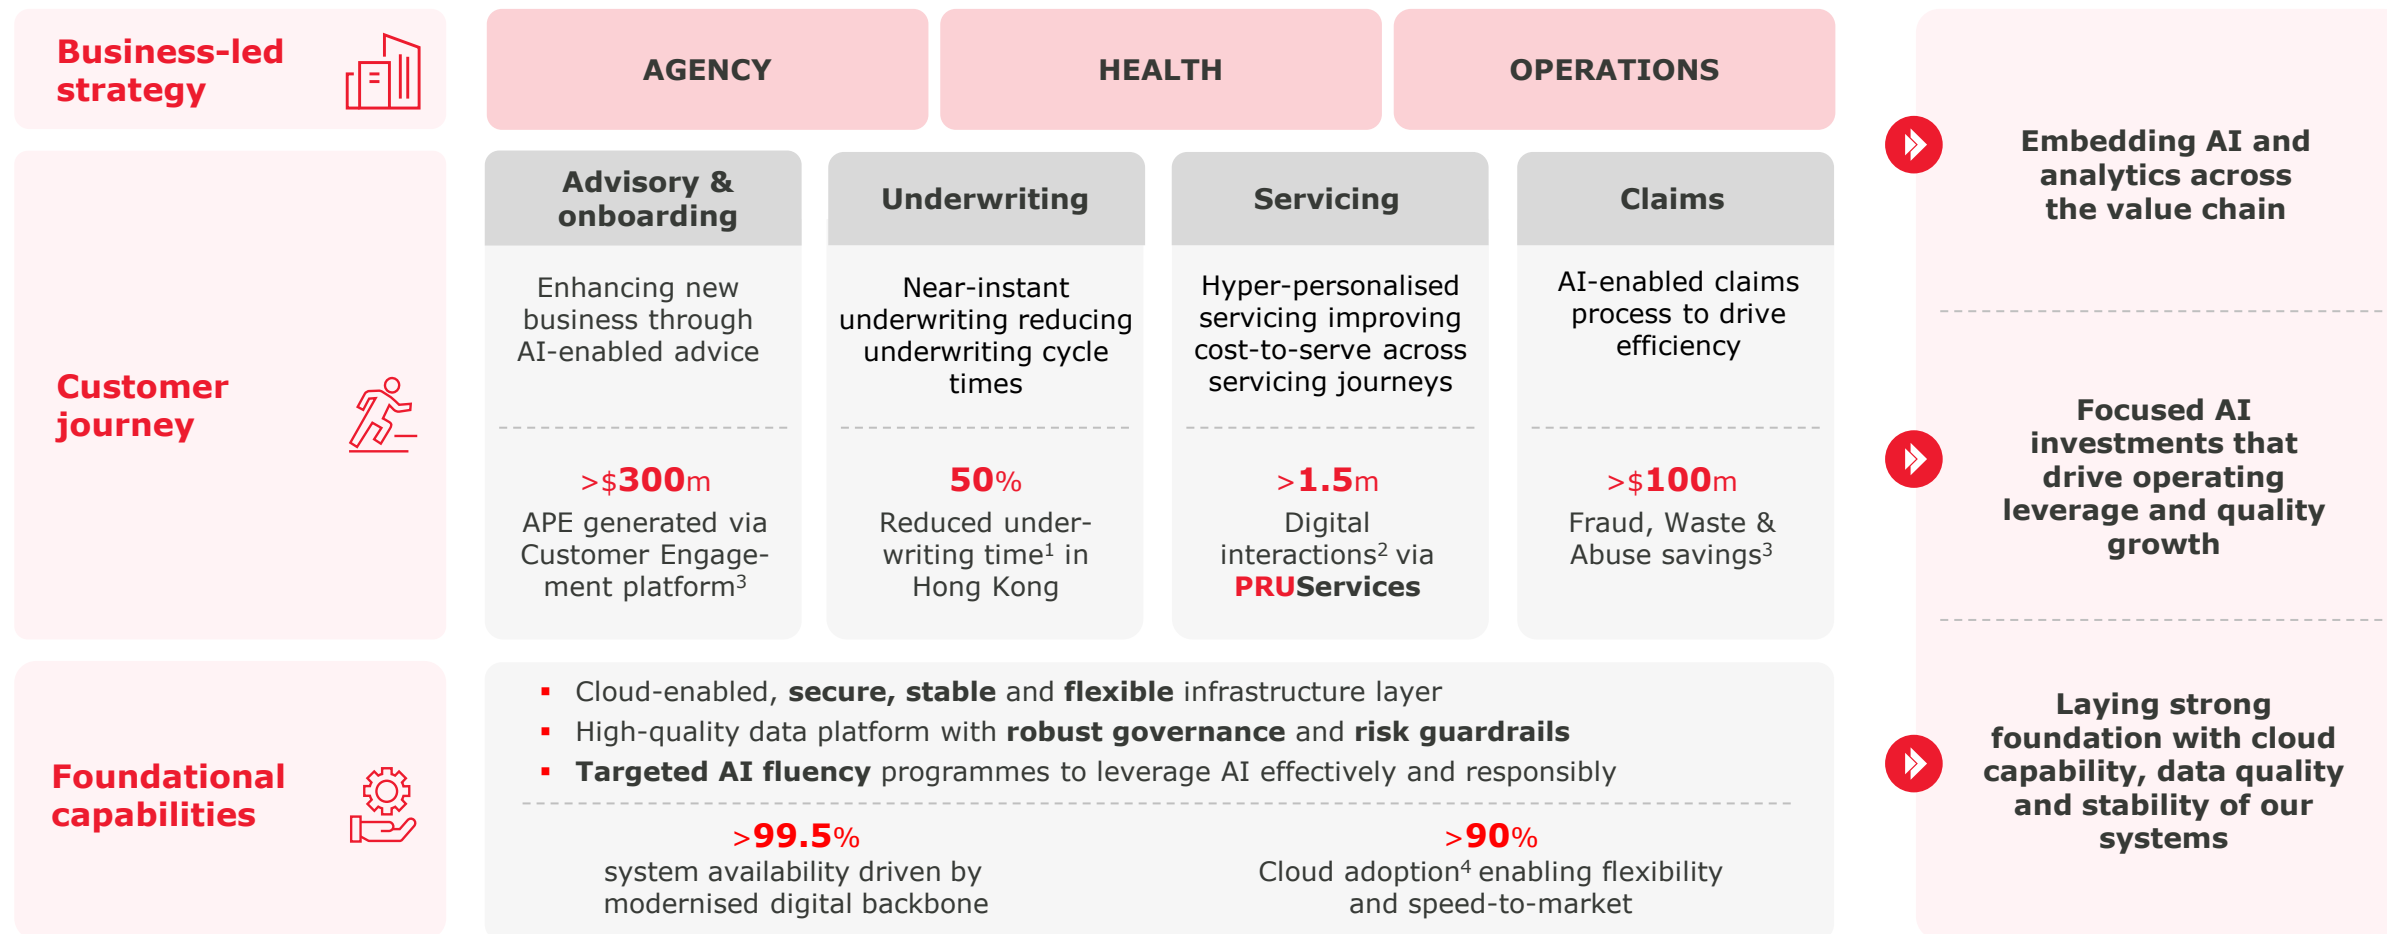 Business-led
strategy
AGENCY
HEALTH
OPERATIONS
Customer
journey
Advisory &
onboarding
Enhancing new
business through
AI-enabled advice
>$300m
APE generated via
Customer Engage-
ment platform³
Underwriting
Near-instant
underwriting reducing
underwriting cycle
times
50%
Reduced under-
writing time¹ in
Hong Kong
Servicing
Hyper-personalised
servicing improving
cost-to-serve across
servicing journeys
>1.5m
Digital
interactions² via
PRUServices
Claims
AI-enabled claims
process to drive
efficiency
>$100m
Fraud, Waste &
Abuse savings³
Foundational
capabilities
▪ Cloud-enabled, secure, stable and flexible infrastructure layer
▪ High-quality data platform with robust governance and risk guardrails
▪ Targeted AI fluency programmes to leverage AI effectively and responsibly
>99.5%
system availability driven by
modernised digital backbone
>90%
Cloud adoption⁴ enabling flexibility
and speed-to-market
Embedding AI and
analytics across
the value chain
Focused AI
investments that
drive operating
leverage and quality
growth
Laying strong
foundation with cloud
capability, data quality
and stability of our
systems